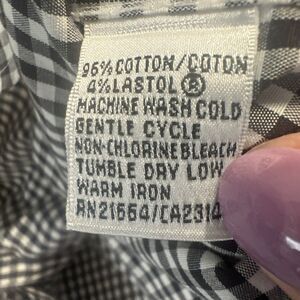 96% COTTON/COTON
4% LASTOL
MACHINE WASH COLD
GENTLE CYCLE
NON-CHLORINE BLEACH
TUMBLE DRY LOW
WARM IRON
RN21664/CA2314